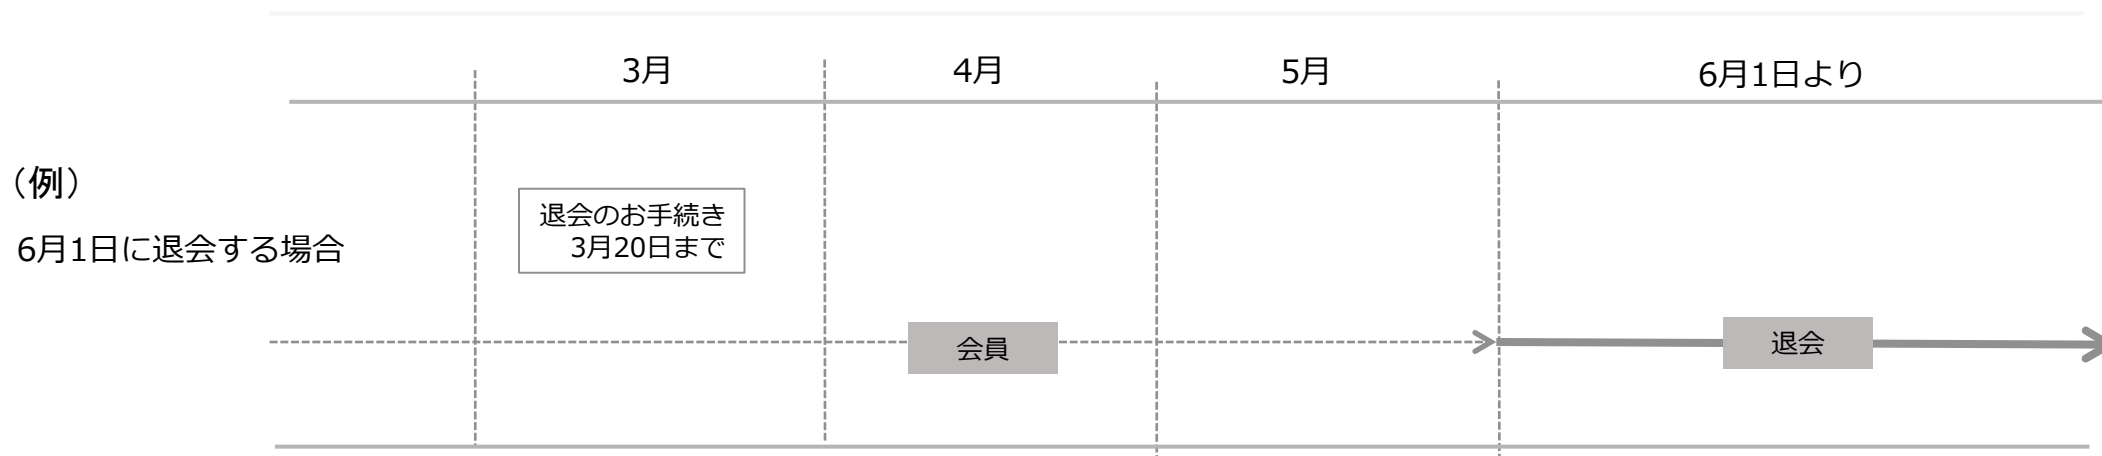 3月
4月
5月
6月1日より
（例）
6月1日に退会する場合
退会のお手続き
3月20日まで
会員
退会